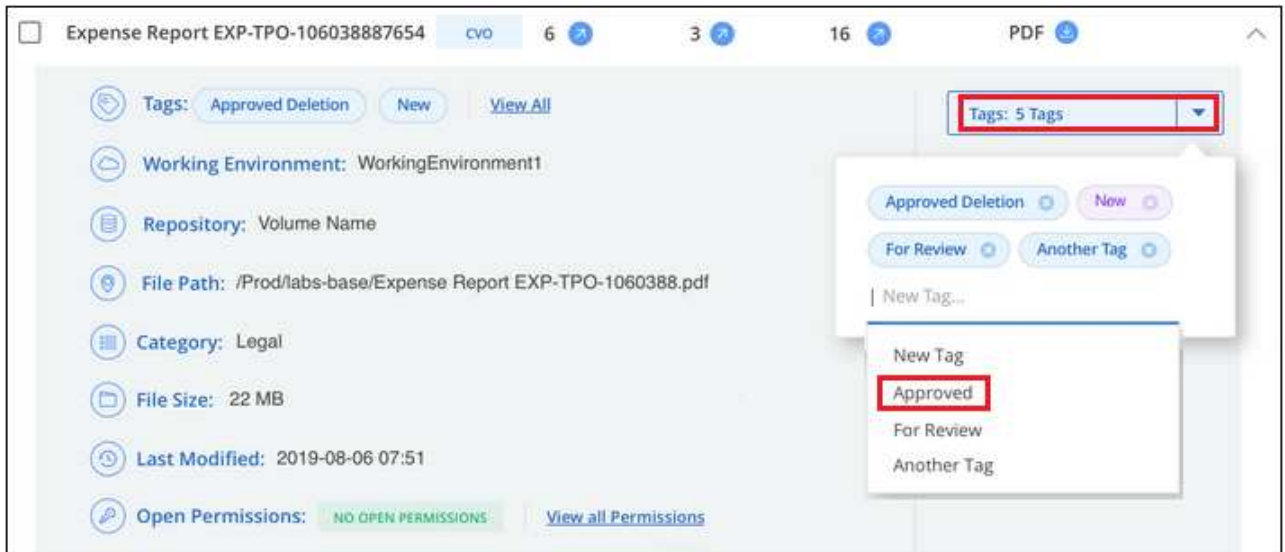 Expense Report EXP-TPO-106038887654 CVO 6 3 16 PDF
Tags: Approved Deletion New View All
Tags: 5 Tags
Working Environment: WorkingEnvironment1
Repository: Volume Name
File Path: /Prod/labs-base/Expense Report EXP-TPO-1060388.pdf
Category: Legal
File Size: 22 MB
Last Modified: 2019-08-06 07:51
Open Permissions: NO OPEN PERMISSIONS View all Permissions
Approved Deletion New
For Review Another Tag
New Tag...
New Tag
Approved
For Review
Another Tag